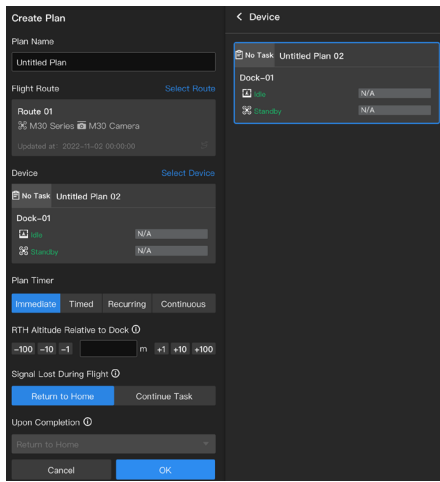 Create Plan
Plan Name
Untitled Plan
Flight Route Select Route
Route 01
M30 Series M30 Camera
Updated at: 2022-11-02 00:00:00
Device Select Device
No Task Untitled Plan 02
Dock-01
Idle N/A
Standby N/A
Plan Timer
Immediate Timed Recurring Continuous
RTH Altitude Relative to Dock
-100 -10 -1 m +1 +10 +100
Signal Lost During Flight
Return to Home Continue Task
Upon Completion
Return to Home
Cancel OK
Device
No Task Untitled Plan 02
Dock-01
Idle N/A
Standby N/A